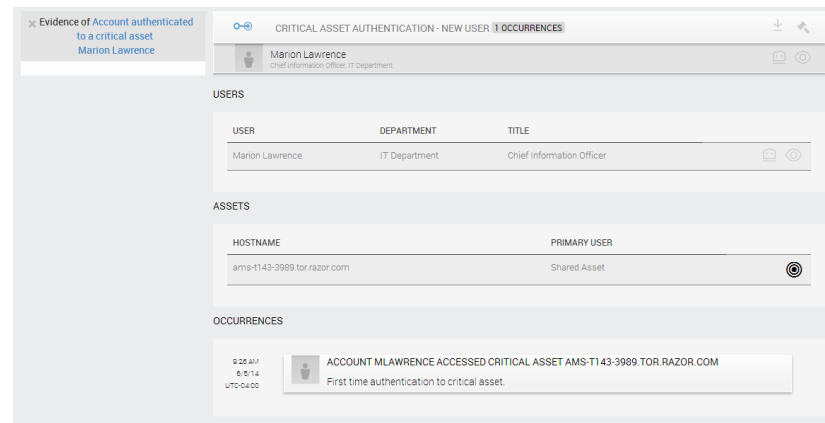 Evidence of Account authenticated
to a critical asset
Marion Lawrence
CRITICAL ASSET AUTHENTICATION - NEW USER 1 OCCURRENCES
Marion Lawrence
Chief Information Officer, IT Department
USERS
USER DEPARTMENT TITLE
Marion Lawrence IT Department Chief Information Officer
ASSETS
HOSTNAME PRIMARY USER
ams-t143-3989.tor.razor.com Shared Asset
OCCURRENCES
9:26 AM
6/5/14
UTC-04:00
ACCOUNT MLAWRENCE ACCESSED CRITICAL ASSET AMS-T143-3989.TOR.RAZOR.COM
First time authentication to critical asset.